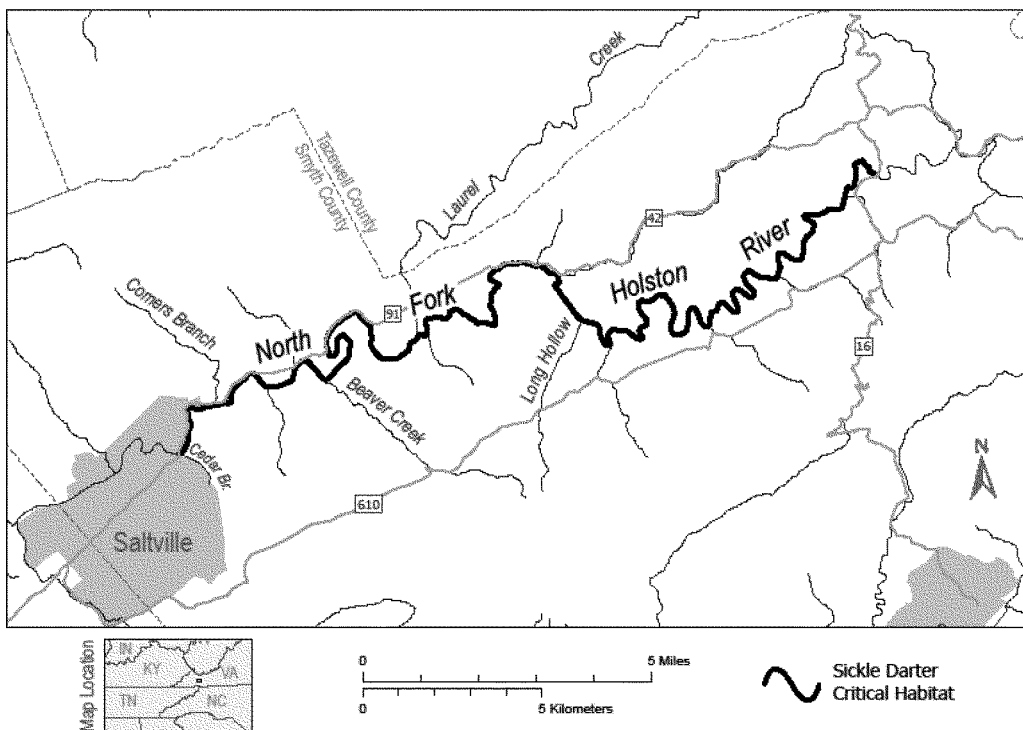 Creek
Tazewell County
Smyth County
Laurel
42
River
Holston
Fork
91
North
Comers Branch
16
Long Hollow
Beaver Creek
Cedar Br.
N
610
Saltville
Map Location
IN
KY
VA
TN
NC
0
5 Miles
0
5 Kilometers
Sickle Darter
Critical Habitat